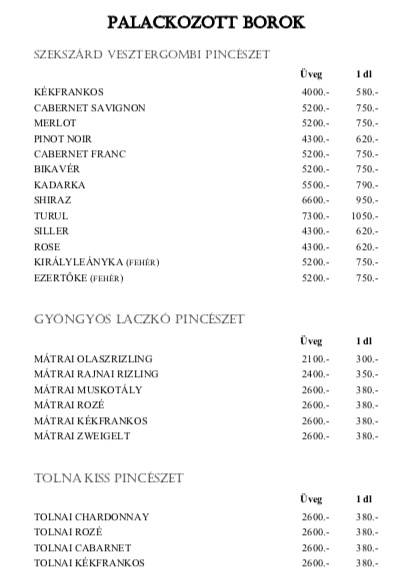 PALACKOZOTT BOROK
SZEKSZÁRD VESZTERGOMBI PINCÉSZET
Üveg 1 dl
KÉKFRANKOS 4000.- 580.-
CABERNET SAVIGNON 5200.- 750.-
MERLOT 5200.- 750.-
PINOT NOIR 4300.- 620.-
CABERNET FRANC 5200.- 750.-
BIKAVÉR 5200.- 750.-
KADARKA 5500.- 790.-
SHIRAZ 6600.- 950.-
TURUL 7300.- 1050.-
SILLER 4300.- 620.-
ROSE 4300.- 620.-
KIRÁLYLEÁNYKA (FEHÉR) 5200.- 750.-
EZERTŐKE (FEHÉR) 5200.- 750.-
GYÖNGYÖS LACZKÓ PINCÉSZET
Üveg 1 dl
MÁTRAI OLASZRIZLING 2100.- 300.-
MÁTRAI RAJNAI RIZLING 2400.- 350.-
MÁTRAI MUSKOTÁLY 2600.- 380.-
MÁTRAI ROZÉ 2600.- 380.-
MÁTRAI KÉKFRANKOS 2600.- 380.-
MÁTRAI ZWEIGELT 2600.- 380.-
TOLNA KISS PINCÉSZET
Üveg 1 dl
TOLNAI CHARDONNAY 2600.- 380.-
TOLNAI ROZÉ 2600.- 380.-
TOLNAI CABARNET 2600.- 380.-
TOLNAI KÉKFRANKOS 2600.- 380.-